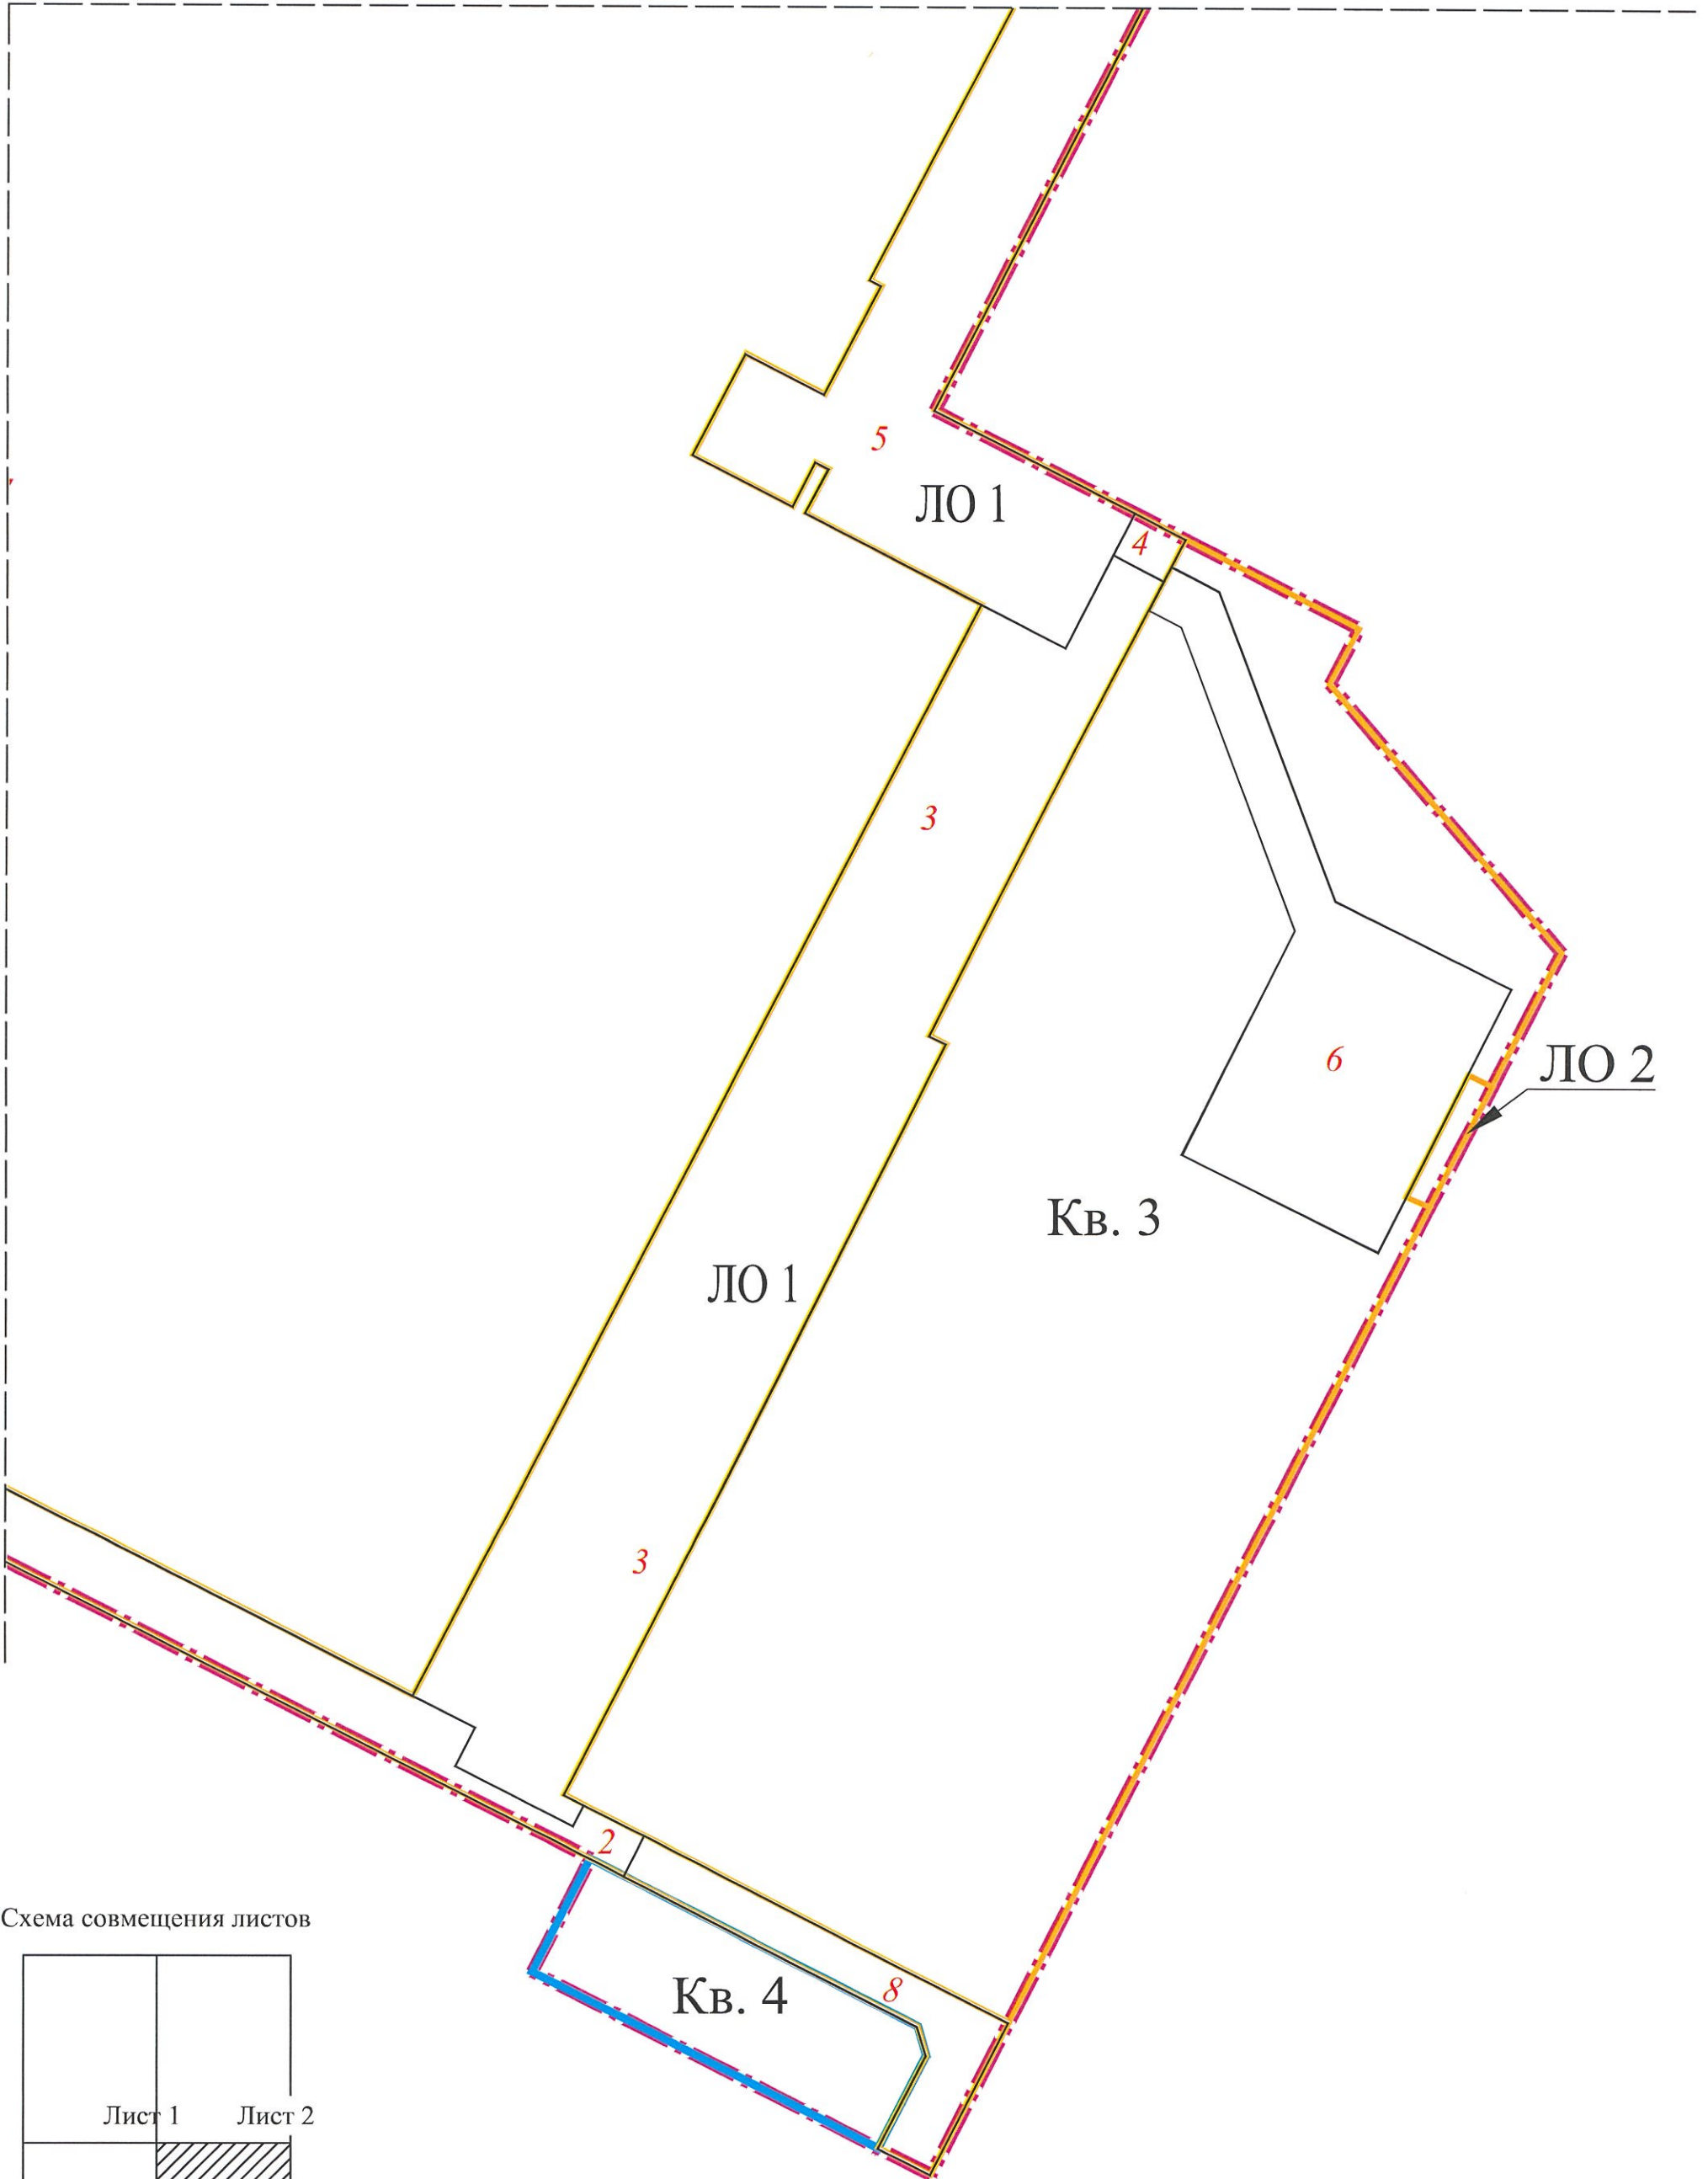 5
ЛО 1
4
3
6
ЛО 2
Кв. 3
ЛО 1
3
2
8
Кв. 4
Схема совмещения листов
Лист 1
Лист 2